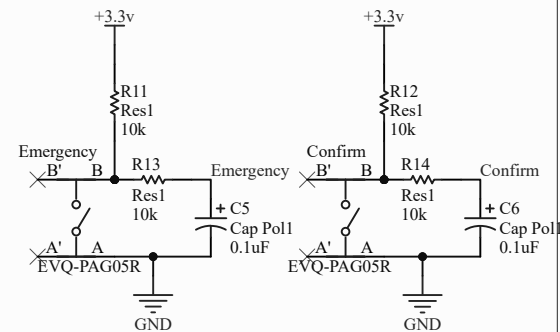 +3.3v
+3.3v
R11
Res1
10k
R12
Res1
10k
Emergency
B' B
R13
Res1
10k
Emergency
Confirm
B' B
R14
Res1
10k
Confirm
+ C5
Cap Pol1
0.1uF
+ C6
Cap Pol1
0.1uF
A' A
EVQ-PAG05R
A' A
EVQ-PAG05R
GND
GND